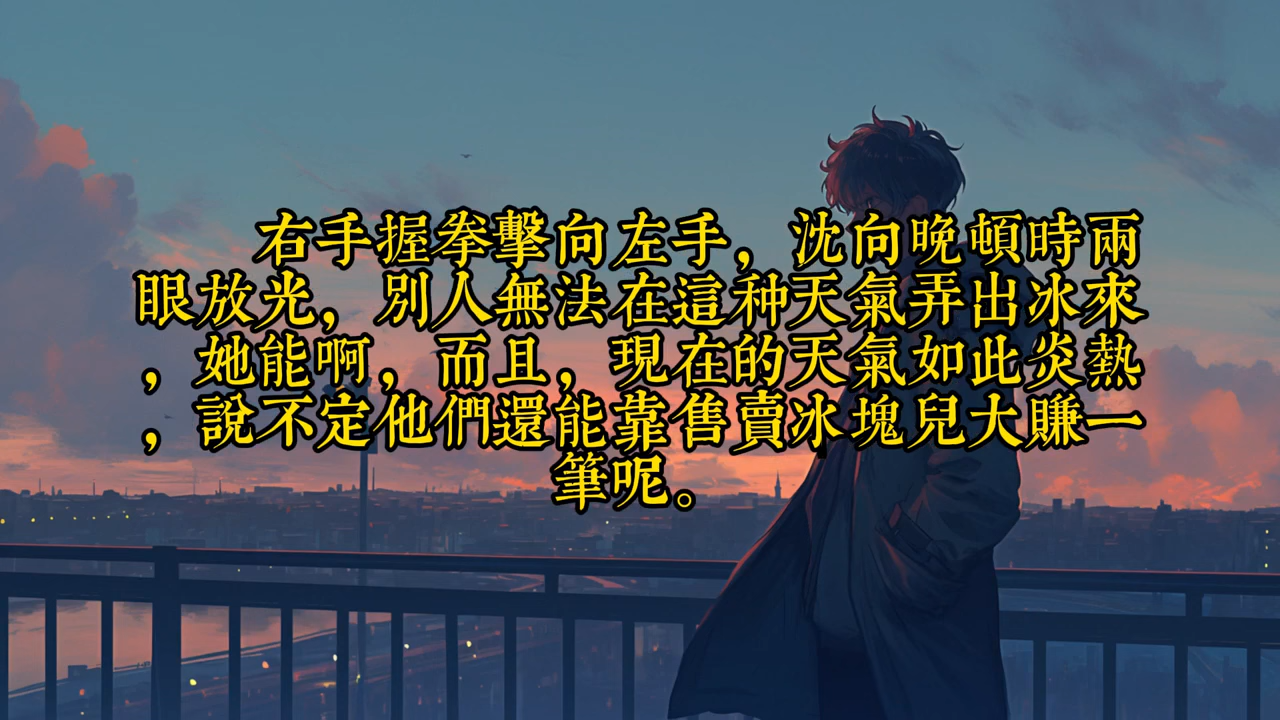 右手握拳擊向左手，沈向晚頓時兩
眼放光，別人無法在這种天氣弄出冰來
，她能啊，而且，現在的天氣如此炎熱
，說不定他們還能靠售賣冰塊兒大賺一
筆呢。